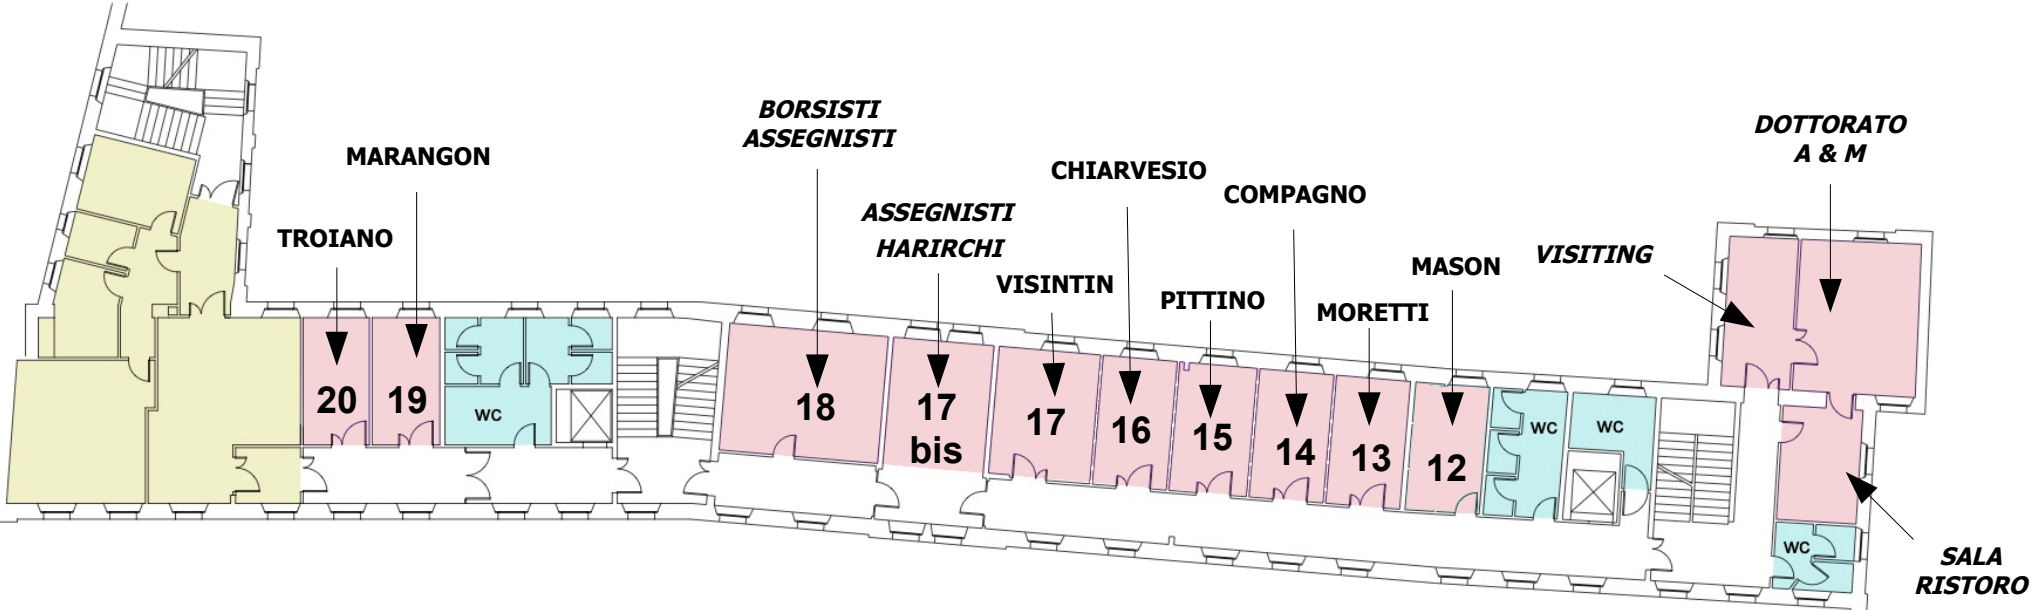 BORSISTI
ASSEGNISTI
DOTTORATO
A & M
MARANGON
CHIARVESIO
COMPAGNO
ASSEGNISTI
HARIRCHI
TROIANO
VISITING
MASON
VISINTIN
PITTINO
MORETTI
20
19
WC
18
17
bis
17
16
15
14
13
12
WC
WC
WC
SALA
RISTORO